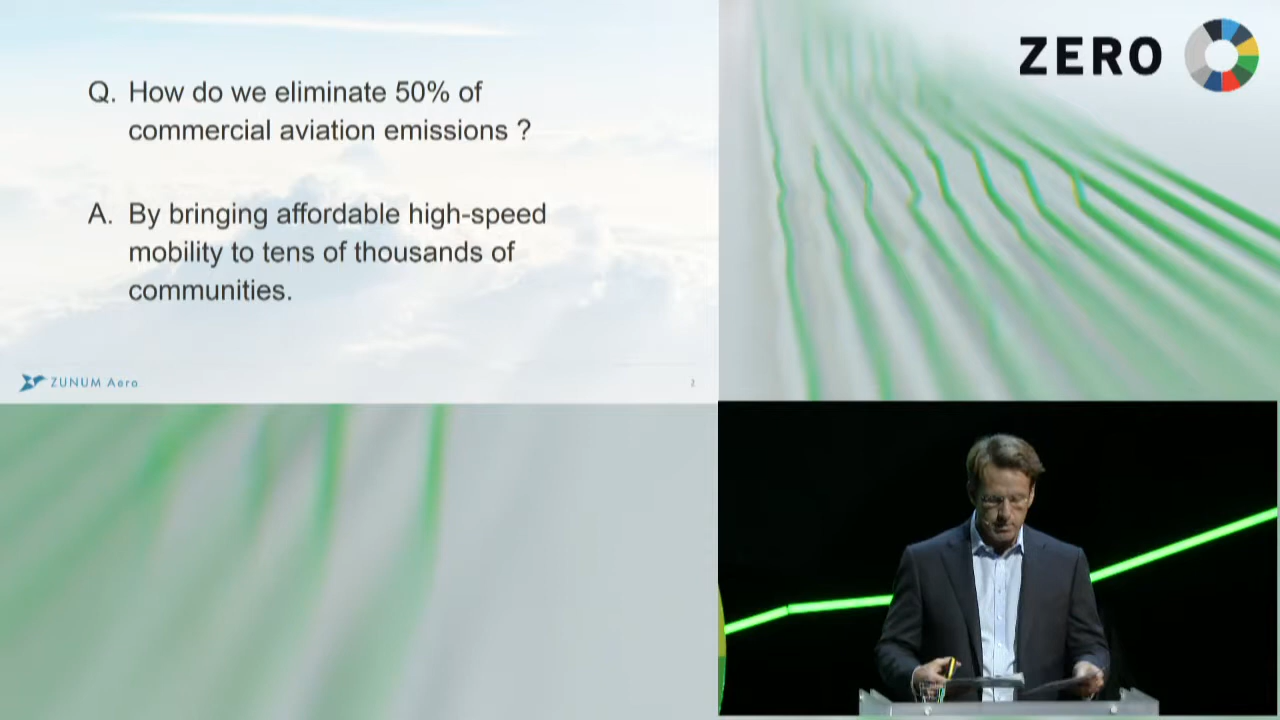 Q. How do we eliminate 50% of
commercial aviation emissions ?
A. By bringing affordable high-speed
mobility to tens of thousands of
communities.
ZUNUM Aero
2
ZERO